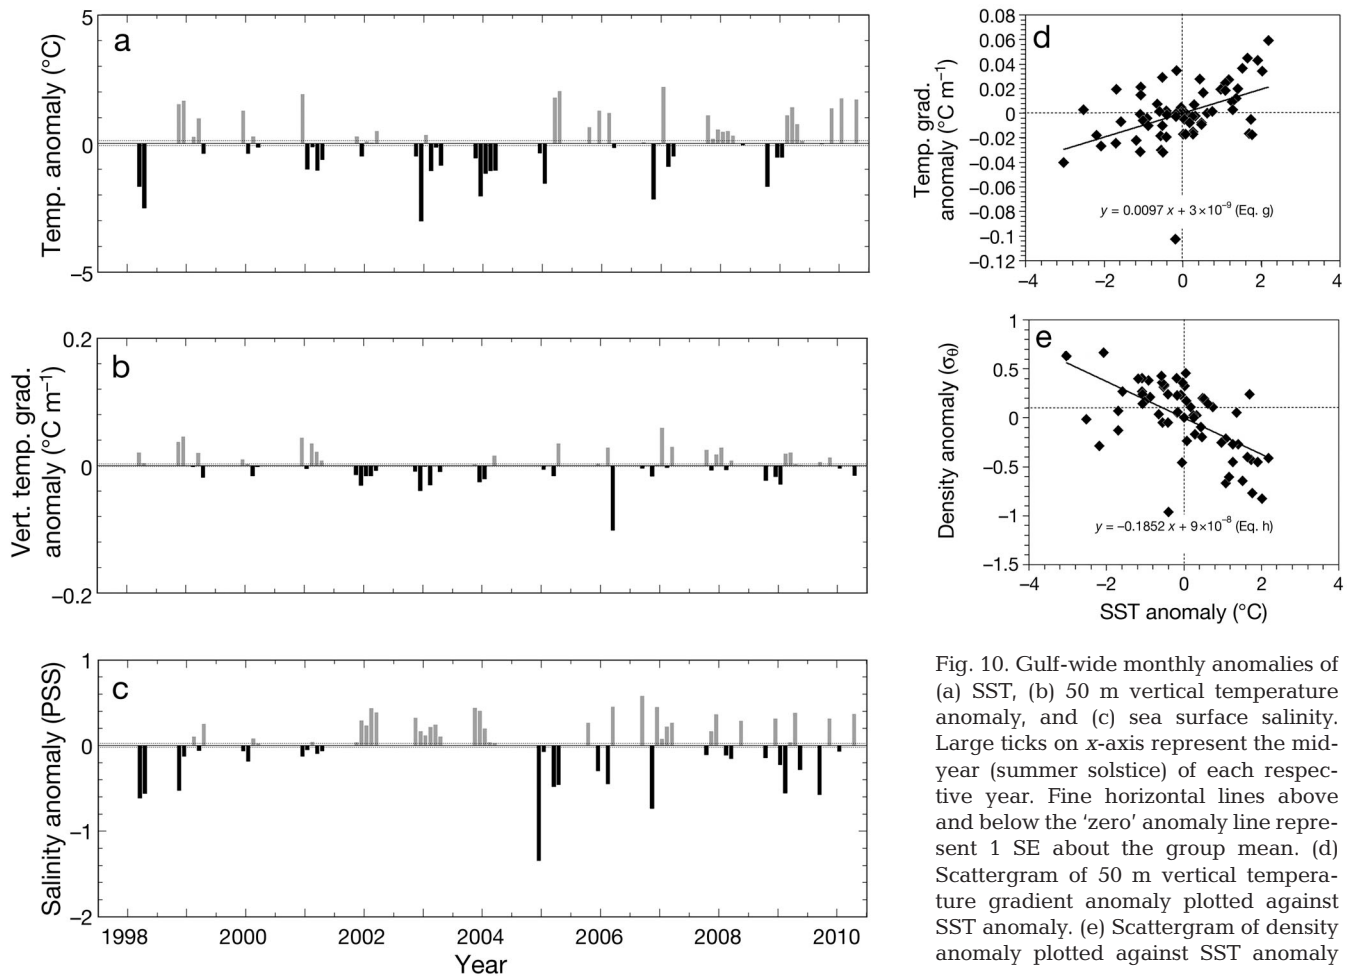 a
Temp. anomaly (°C)
5
0
−5
b
Vert. temp. grad.
anomaly (°C m⁻¹)
0.2
0
−0.2
c
Salinity anomaly (PSS)
1
0
−1
−2
1998 2000 2002 2004 2006 2008 2010
Year
d
Temp. grad.
anomaly (°C m⁻¹)
0.08
0.06
0.04
0.02
0
−0.02
−0.04
−0.06
−0.08
−0.1
−0.12
y = 0.0097 x + 3×10⁻⁹ (Eq. g)
−4 −2 0 2 4
e
Density anomaly (σθ)
1
0.5
0
−0.5
−1
−1.5
y = −0.1852 x + 9×10⁻⁸ (Eq. h)
−4 −2 0 2 4
SST anomaly (°C)
Fig. 10. Gulf-wide monthly anomalies of
(a) SST, (b) 50 m vertical temperature
anomaly, and (c) sea surface salinity.
Large ticks on x-axis represent the mid-
year (summer solstice) of each respec-
tive year. Fine horizontal lines above
and below the ‘zero’ anomaly line repre-
sent 1 SE about the group mean. (d)
Scattergram of 50 m vertical tempera-
ture gradient anomaly plotted against
SST anomaly. (e) Scattergram of density
anomaly plotted against SST anomaly